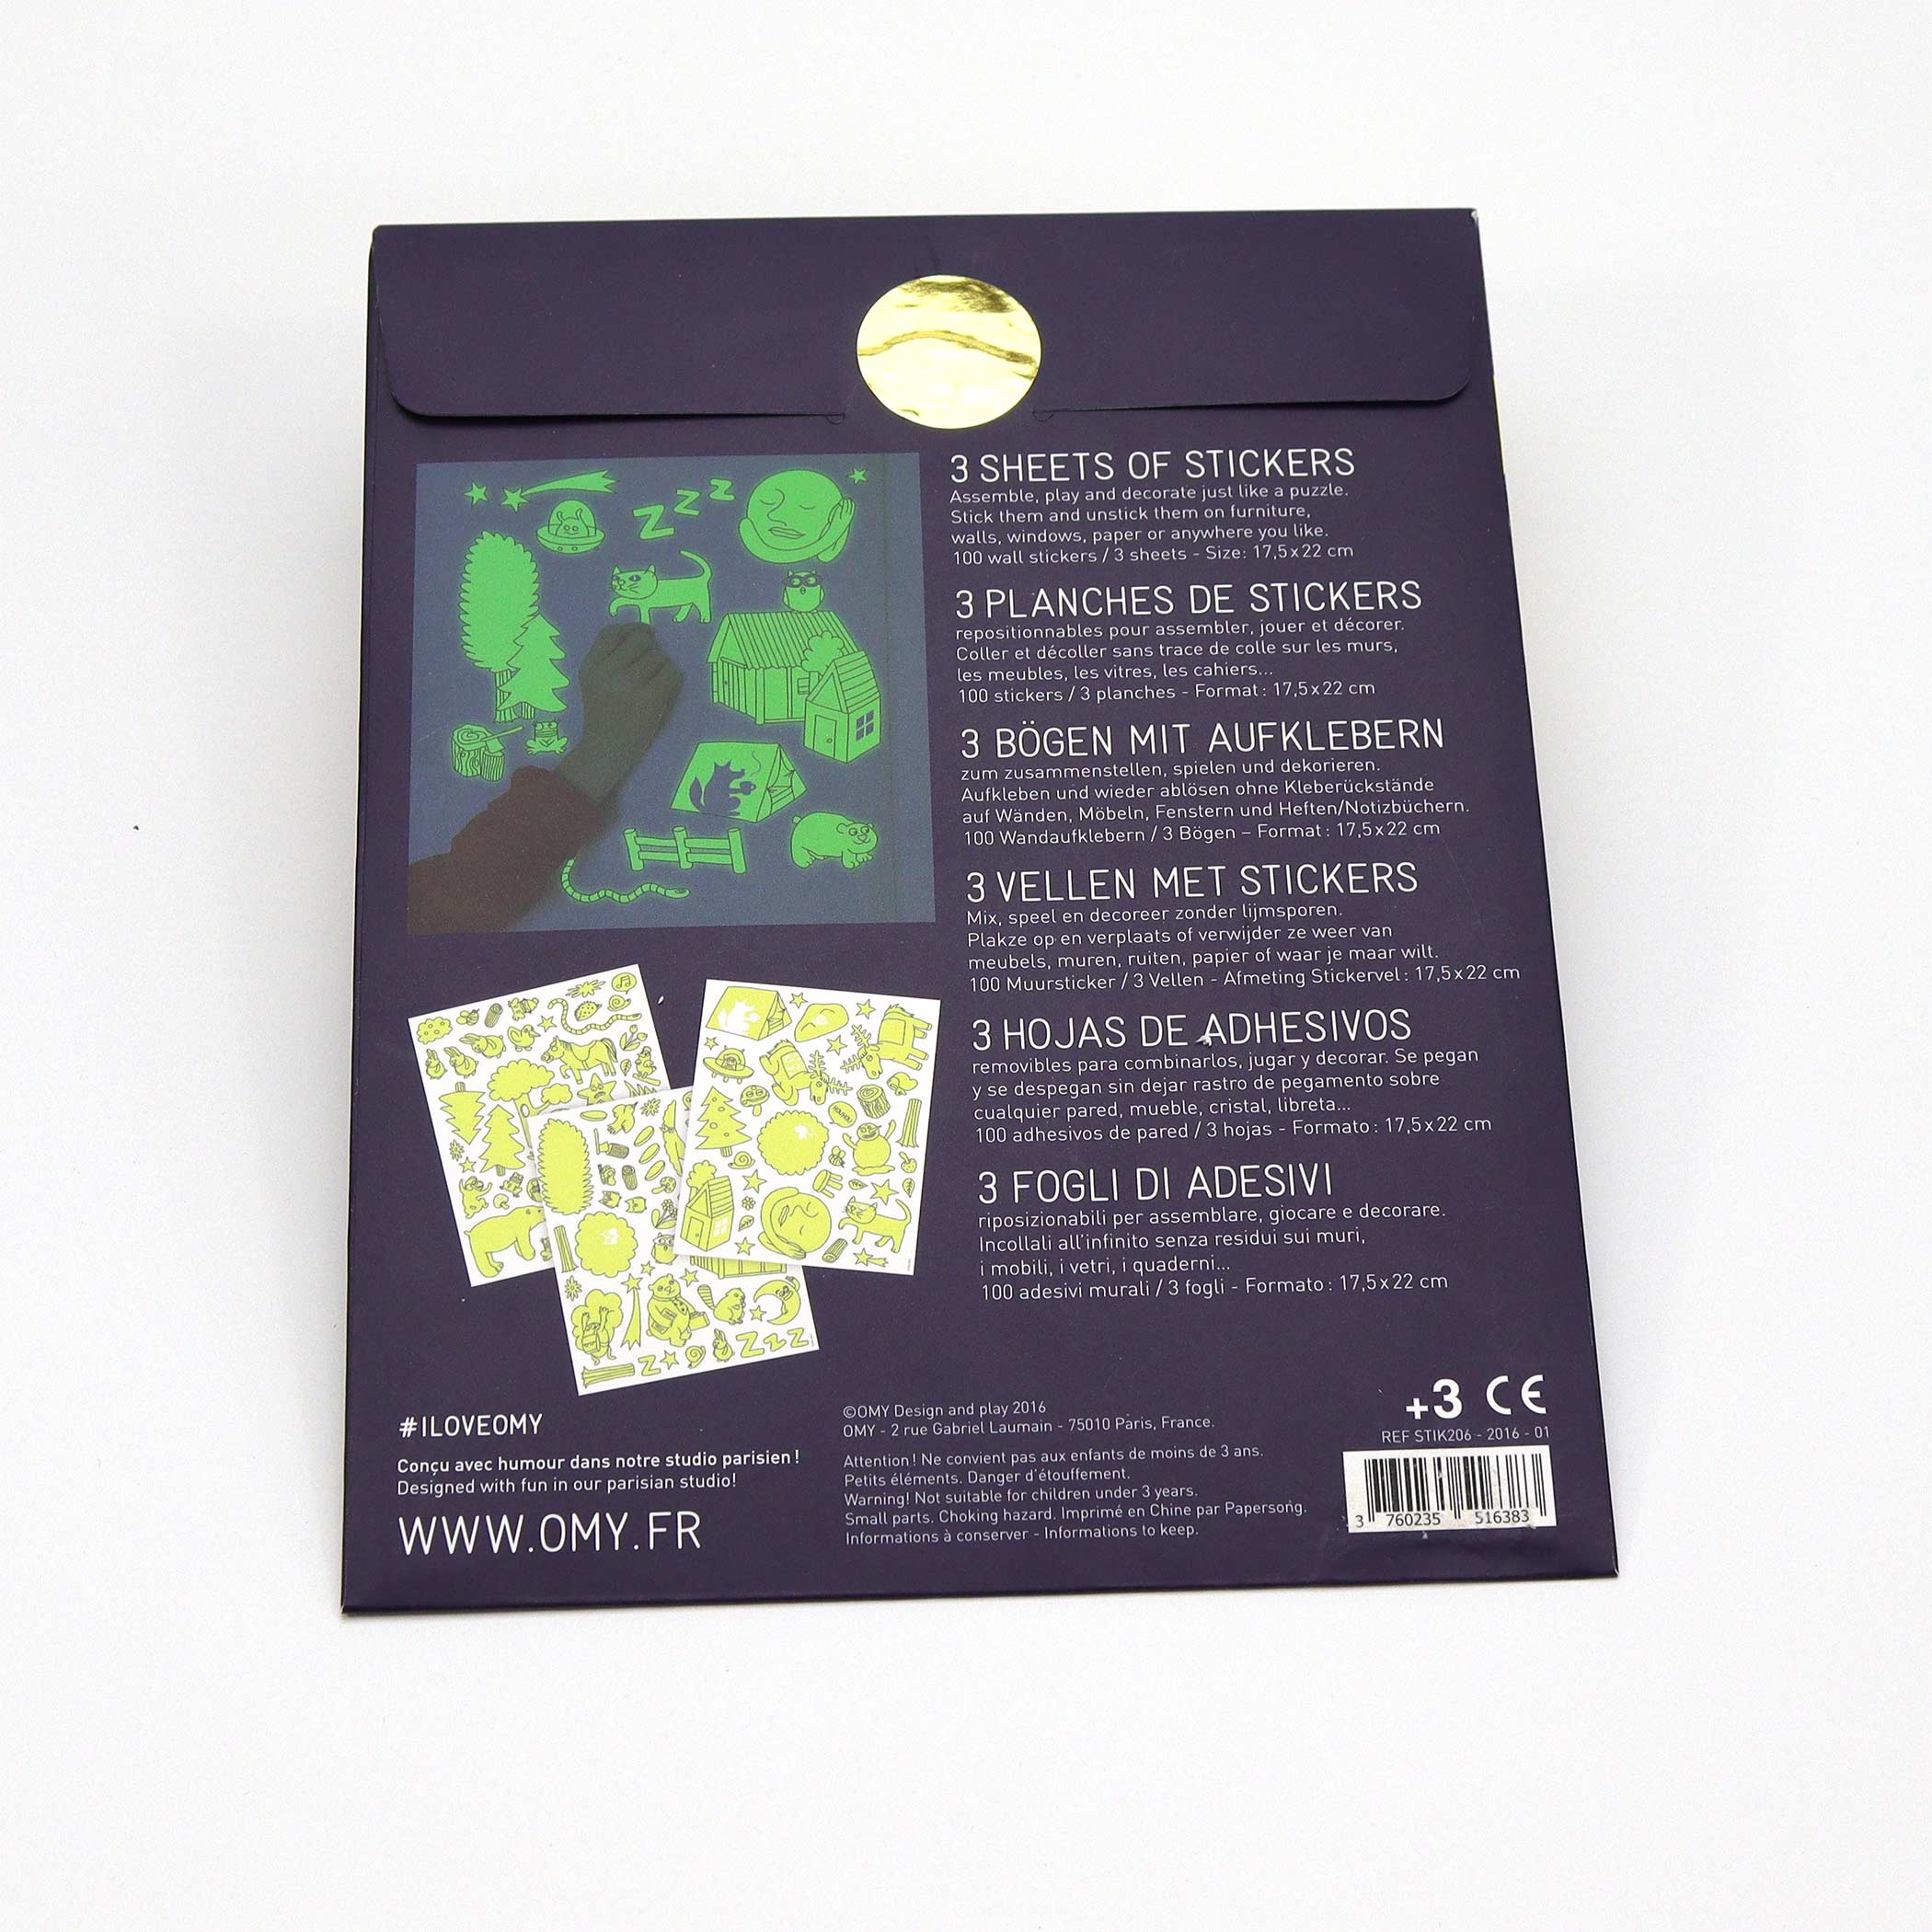 3 SHEETS OF STICKERS
Assemble, play and decorate just like a puzzle.
Stick them and unstick them on furniture,
walls, windows, paper or anywhere you like.
100 wall stickers / 3 sheets - Size: 17,5x22 cm
3 PLANCHES DE STICKERS
repositionnables pour assembler, jouer et décorer.
Coller et décoller sans trace de colle sur les murs,
les meubles, les vitres, les cahiers...
100 stickers / 3 planches - Format : 17,5x22 cm
3 BÖGEN MIT AUFKLEBERN
zum zusammenstellen, spielen und dekorieren.
Aufkleben und wieder ablösen ohne Kleberückstände
auf Wänden, Möbeln, Fenstern und Heften/Notizbüchern.
100 Wandaufklebern / 3 Bögen – Format : 17,5x22 cm
3 VELLEN MET STICKERS
Mix, speel en decoreer zonder lijmsporen.
Plakze op en verplaats of verwijder ze weer van
meubels, muren, ruiten, papier of waar je maar wilt.
100 Muursticker / 3 Vellen - Afmeting Stickervel : 17,5x22 cm
3 HOJAS DE ADHESIVOS
removibles para combinarlos, jugar y decorar. Se pegan
y se despegan sin dejar rastro de pegamento sobre
cualquier pared, mueble, cristal, libreta...
100 adhesivos de pared / 3 hojas - Formato : 17,5x22 cm
3 FOGLI DI ADESIVI
riposizionabili per assemblare, giocare e decorare.
Incollali all'infinito senza residui sui muri,
i mobili, i vetri, i quaderni...
100 adesivi murali / 3 fogli - Formato : 17,5x22 cm
Z Z Z Z
Z Z Z Z
#ILOVEOMY
Conçu avec humour dans notre studio parisien !
Designed with fun in our parisian studio!
WWW.OMY.FR
©OMY Design and play 2016
OMY - 2 rue Gabriel Laumain - 75010 Paris, France.
Attention ! Ne convient pas aux enfants de moins de 3 ans.
Petits éléments. Danger d'étouffement.
Warning! Not suitable for children under 3 years.
Small parts. Choking hazard. Imprimé en Chine par Papersong.
Informations à conserver - Informations to keep.
+3 CE
REF STIK206 - 2016 - 01
3 760235 516383